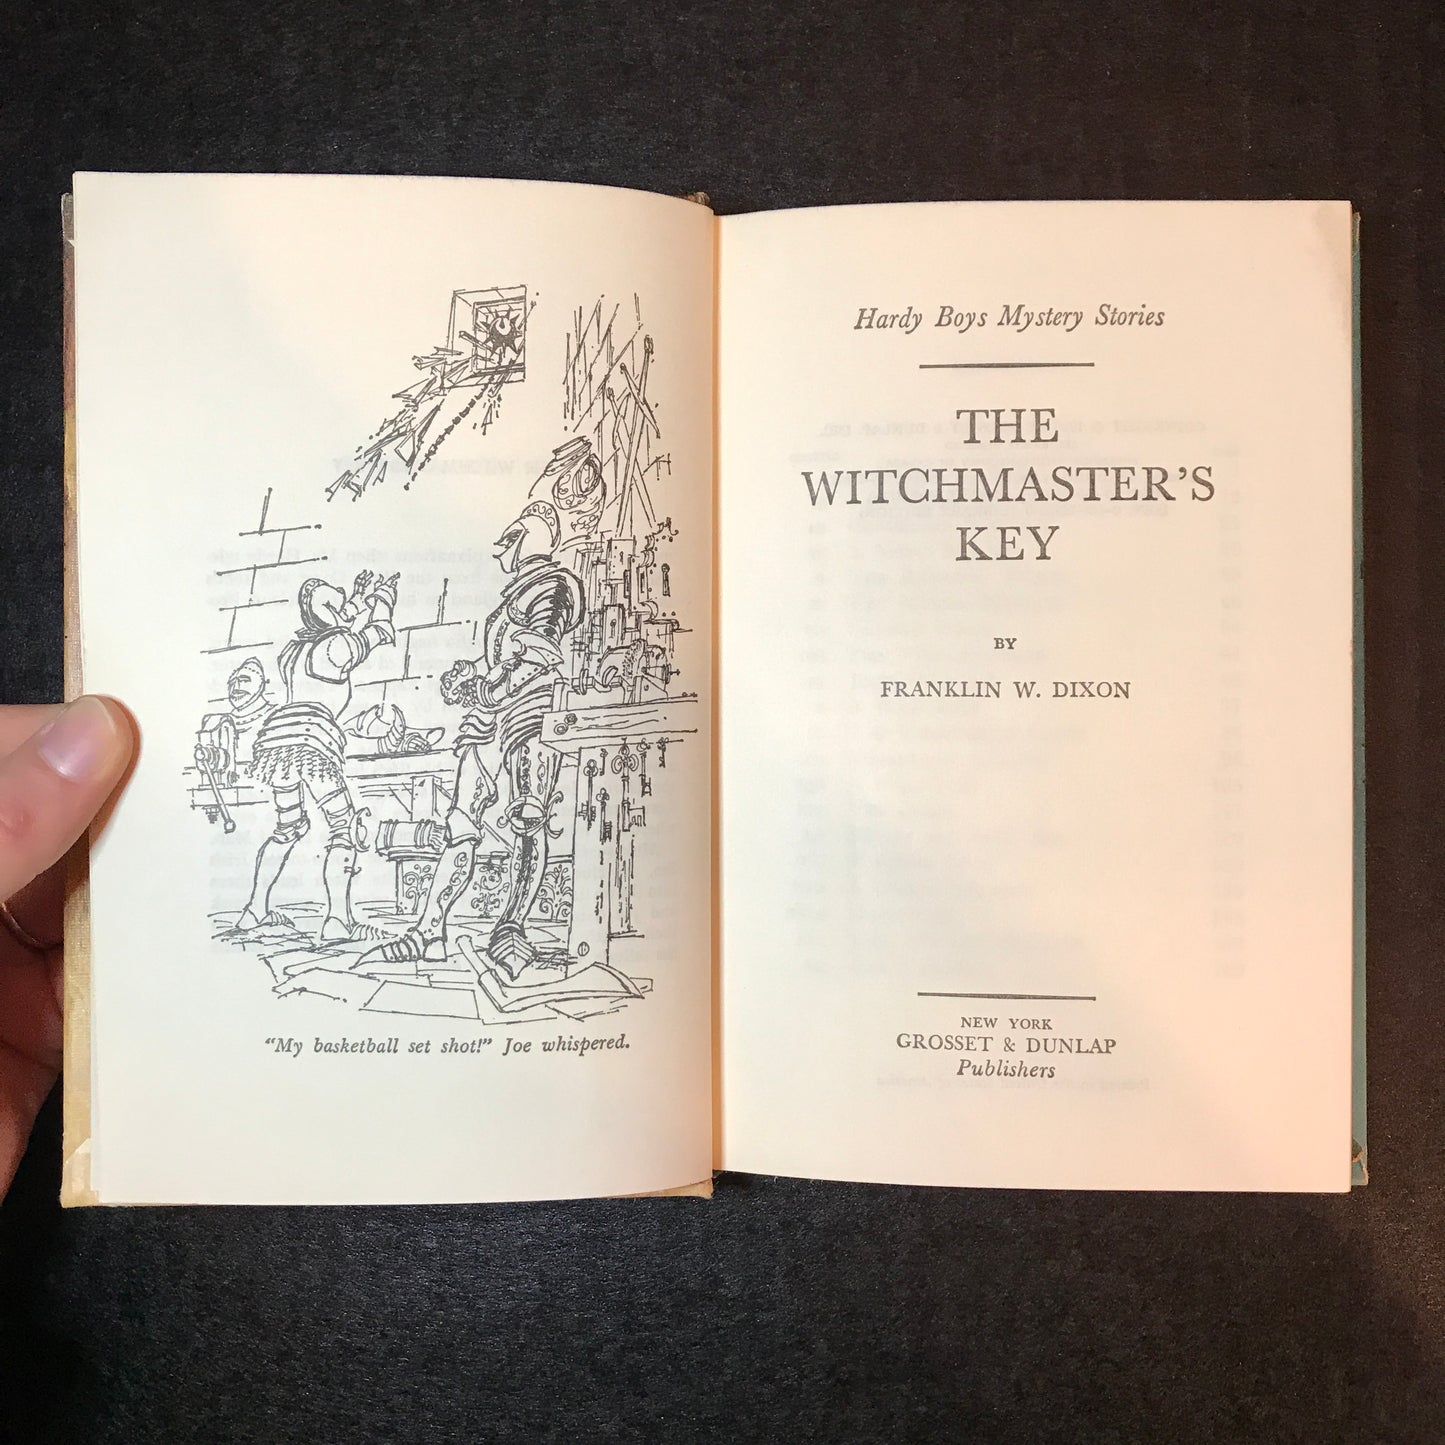 "My basketball set shot!" Joe whispered.
Hardy Boys Mystery Stories
THE
WITCHMASTER'S
KEY
BY
FRANKLIN W. DIXON
NEW YORK
GROSSET & DUNLAP
Publishers